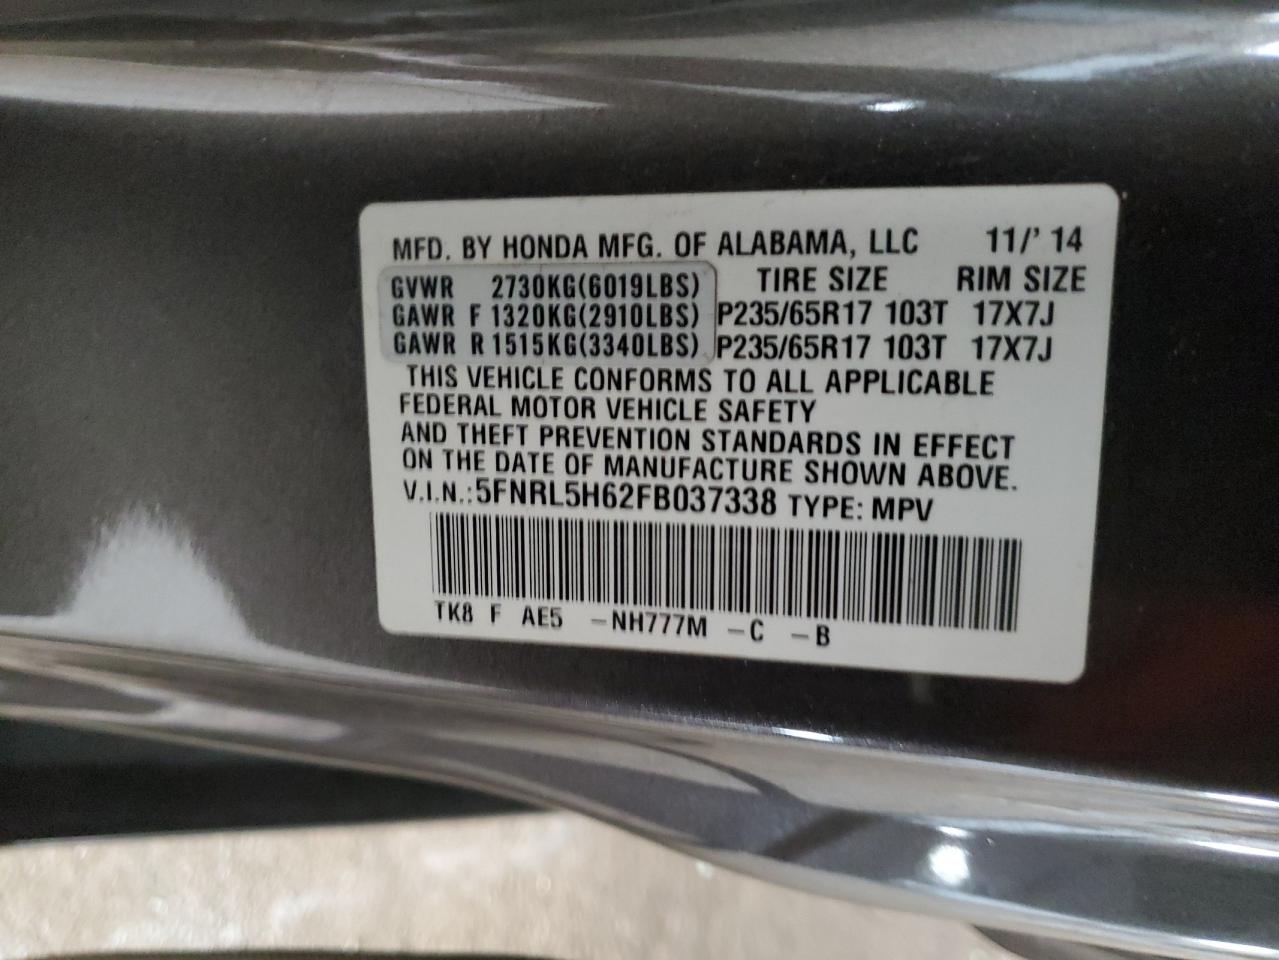 MFD. BY HONDA MFG. OF ALABAMA, LLC 11/' 14
GVWR 2730KG(6019LBS) TIRE SIZE RIM SIZE
GAWR F 1320KG(2910LBS) P235/65R17 103T 17X7J
GAWR R 1515KG(3340LBS) P235/65R17 103T 17X7J
THIS VEHICLE CONFORMS TO ALL APPLICABLE
FEDERAL MOTOR VEHICLE SAFETY
AND THEFT PREVENTION STANDARDS IN EFFECT
ON THE DATE OF MANUFACTURE SHOWN ABOVE.
V.I.N.:5FNRL5H62FB037338 TYPE: MPV
TK8 F AE5 -NH777M -C -B